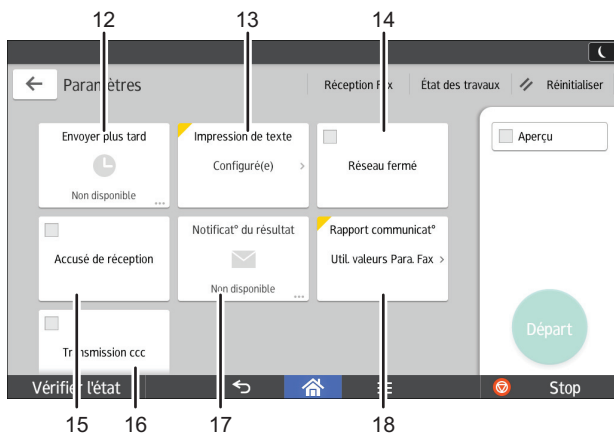 12 13 14
Paramètres Réception Fax État des travaux Réinitialiser
Envoyer plus tard Impression de texte Aperçu
Configuré(e) > Réseau fermé
Non disponible ...
Notificat° du résultat Rapport communicat°
Accusé de réception Util. valeurs Para. Fax >
Non disponible ...
Départ
Transmission ccc
Vérifier l'état Stop
15 16 17 18